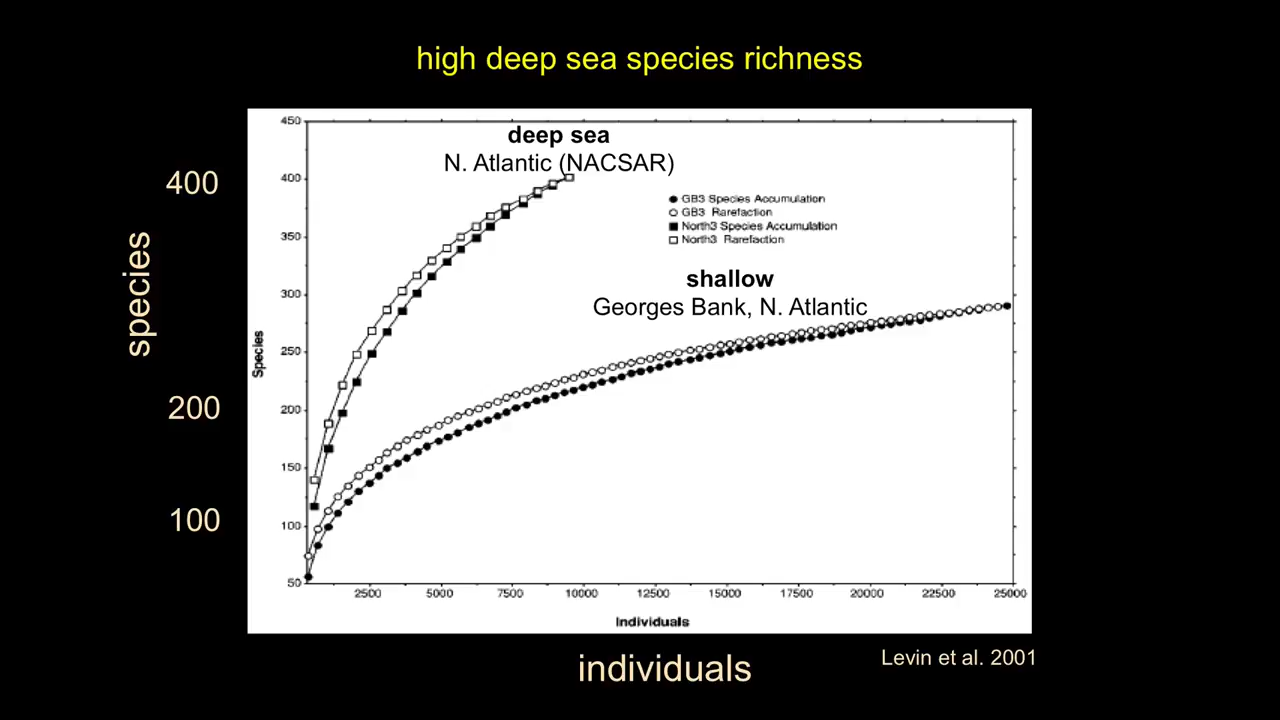 high deep sea species richness
450
deep sea
N. Atlantic (NACSAR)
400
400
GB3 Species Accumulation
GB3 Rarefaction
North3 Species Accumulation
North3 Rarefaction
350
species
shallow
Georges Bank, N. Atlantic
300
Species
250
200
200
150
100
100
50
2500 5000 7500 10000 12500 15000 17500 20000 22500 25000
Individuals
individuals
Levin et al. 2001